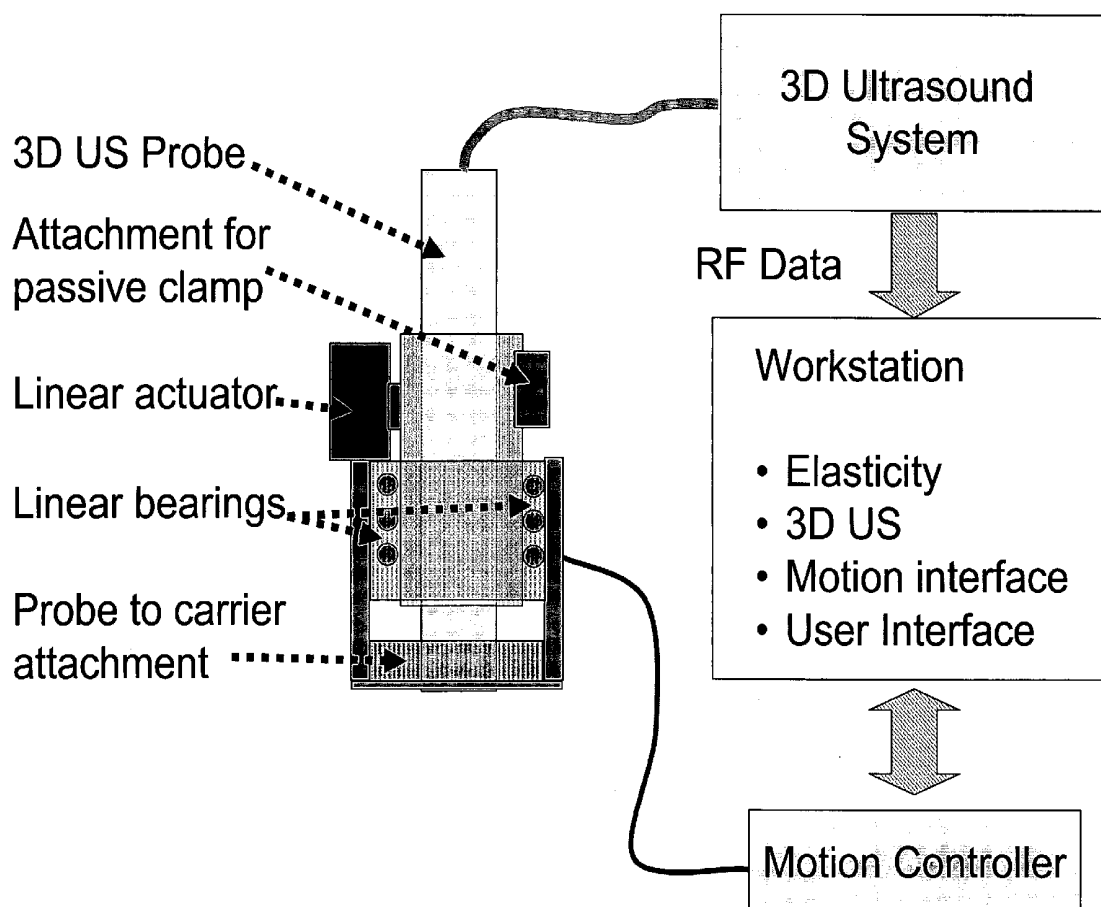 3D Ultrasound
System
3D US Probe
Attachment for
passive clamp
RF Data
Linear actuator
Workstation
• Elasticity
• 3D US
• Motion interface
• User Interface
Linear bearings
Probe to carrier
attachment
Motion Controller